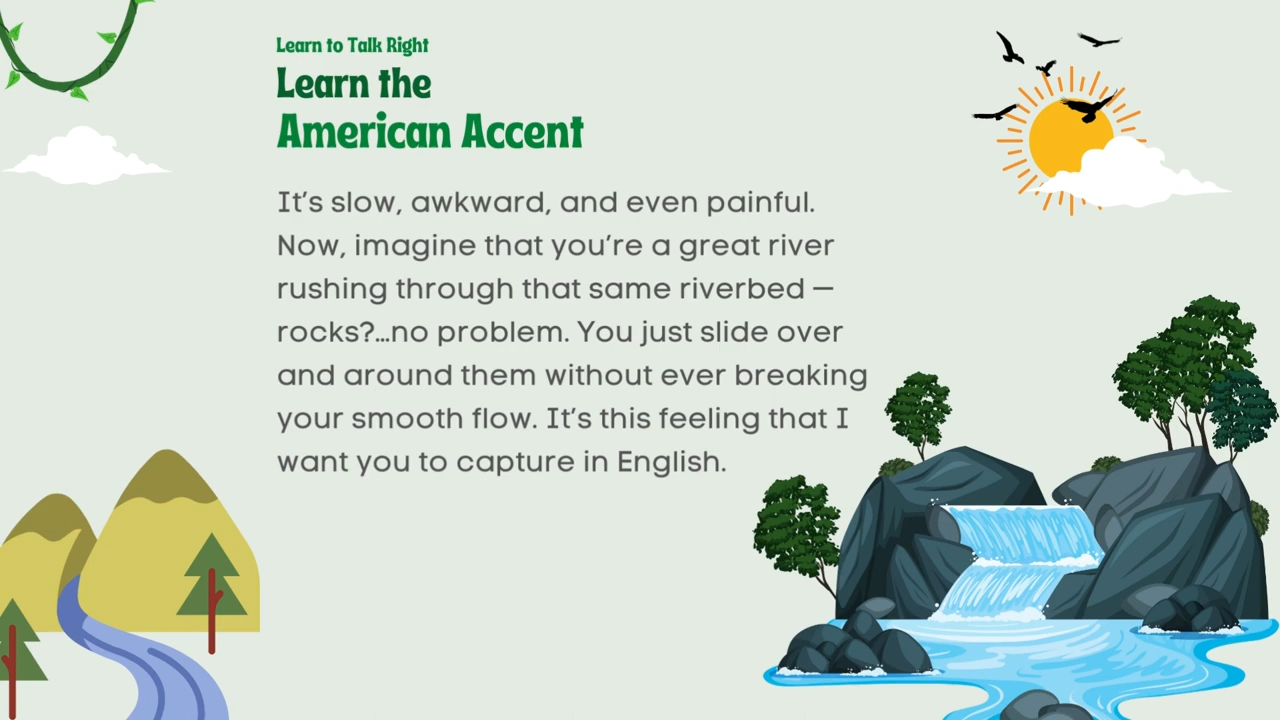 Learn to Talk Right
Learn the
American Accent
It's slow, awkward, and even painful.
Now, imagine that you're a great river
rushing through that same riverbed —
rocks?...no problem. You just slide over
and around them without ever breaking
your smooth flow. It's this feeling that I
want you to capture in English.